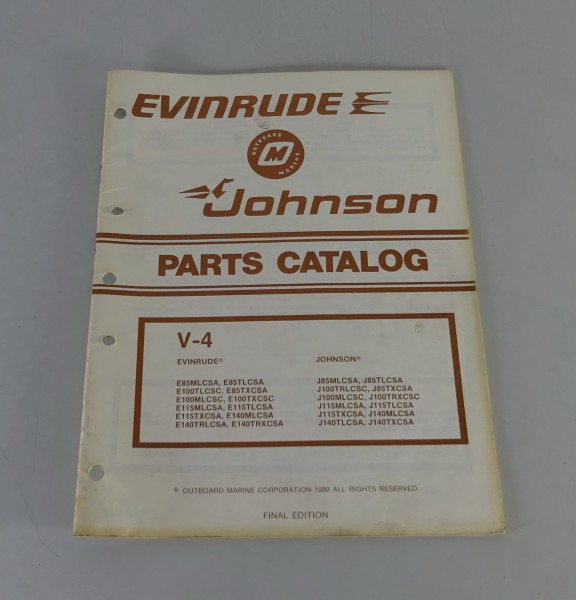 EVINRUDE
OUTBOARD
M
MARINE
Johnson
PARTS CATALOG
V-4
EVINRUDE® JOHNSON®
E85MLCSA, E85TLCSA J85MLCSA, J85TLCSA
E100TLCSC, E85TXCSA J100TRLCSC, J85TXCSA
E100MLCSC, E100TXCSC J100MLCSC, J100TRXCSC
E115MLCSA, E115TLCSA J115MLCSA, J115TLCSA
E115TXCSA, E140MLCSA J115TXCSA, J140MLCSA
E140TRLCSA, E140TRXCSA J140TLCSA, J140TXCSA
© OUTBOARD MARINE CORPORATION 1980 ALL RIGHTS RESERVED
FINAL EDITION